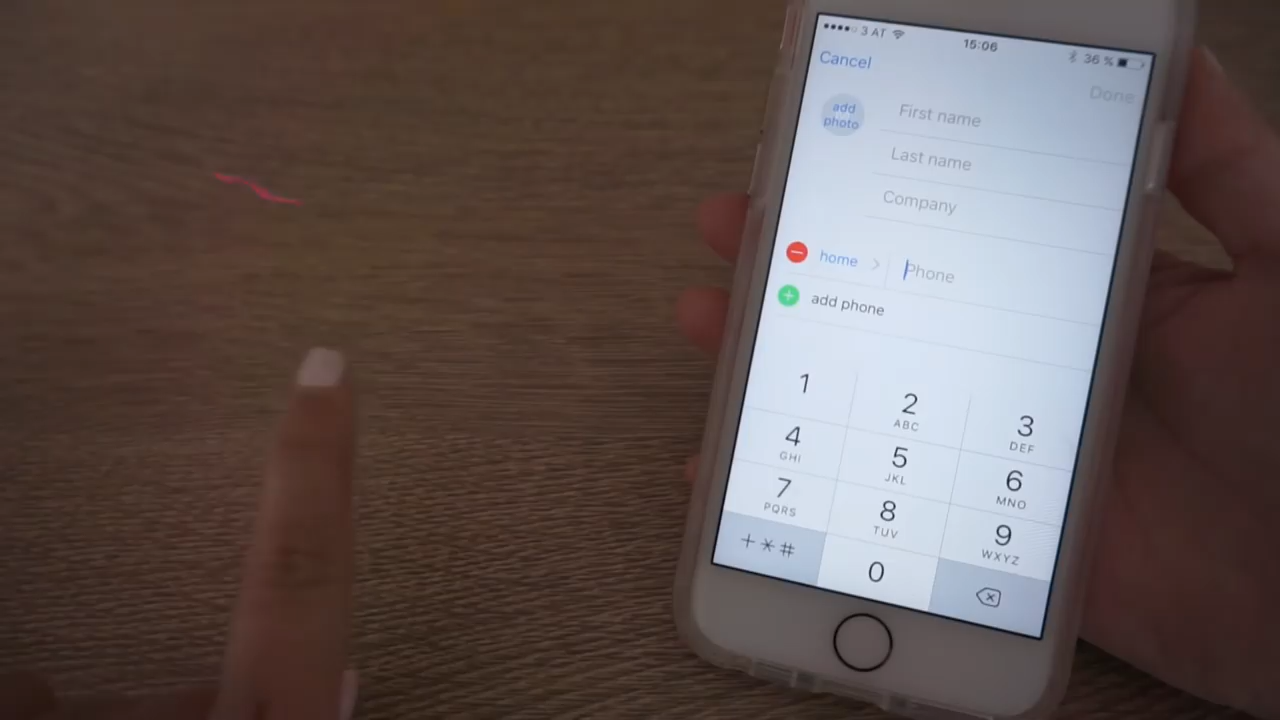 3 AT 15:06 36 %
Cancel Done
add photo
First name
Last name
Company
home Phone
add phone
1 2 ABC 3 DEF
4 GHI 5 JKL 6 MNO
7 PQRS 8 TUV 9 WXYZ
+*# 0